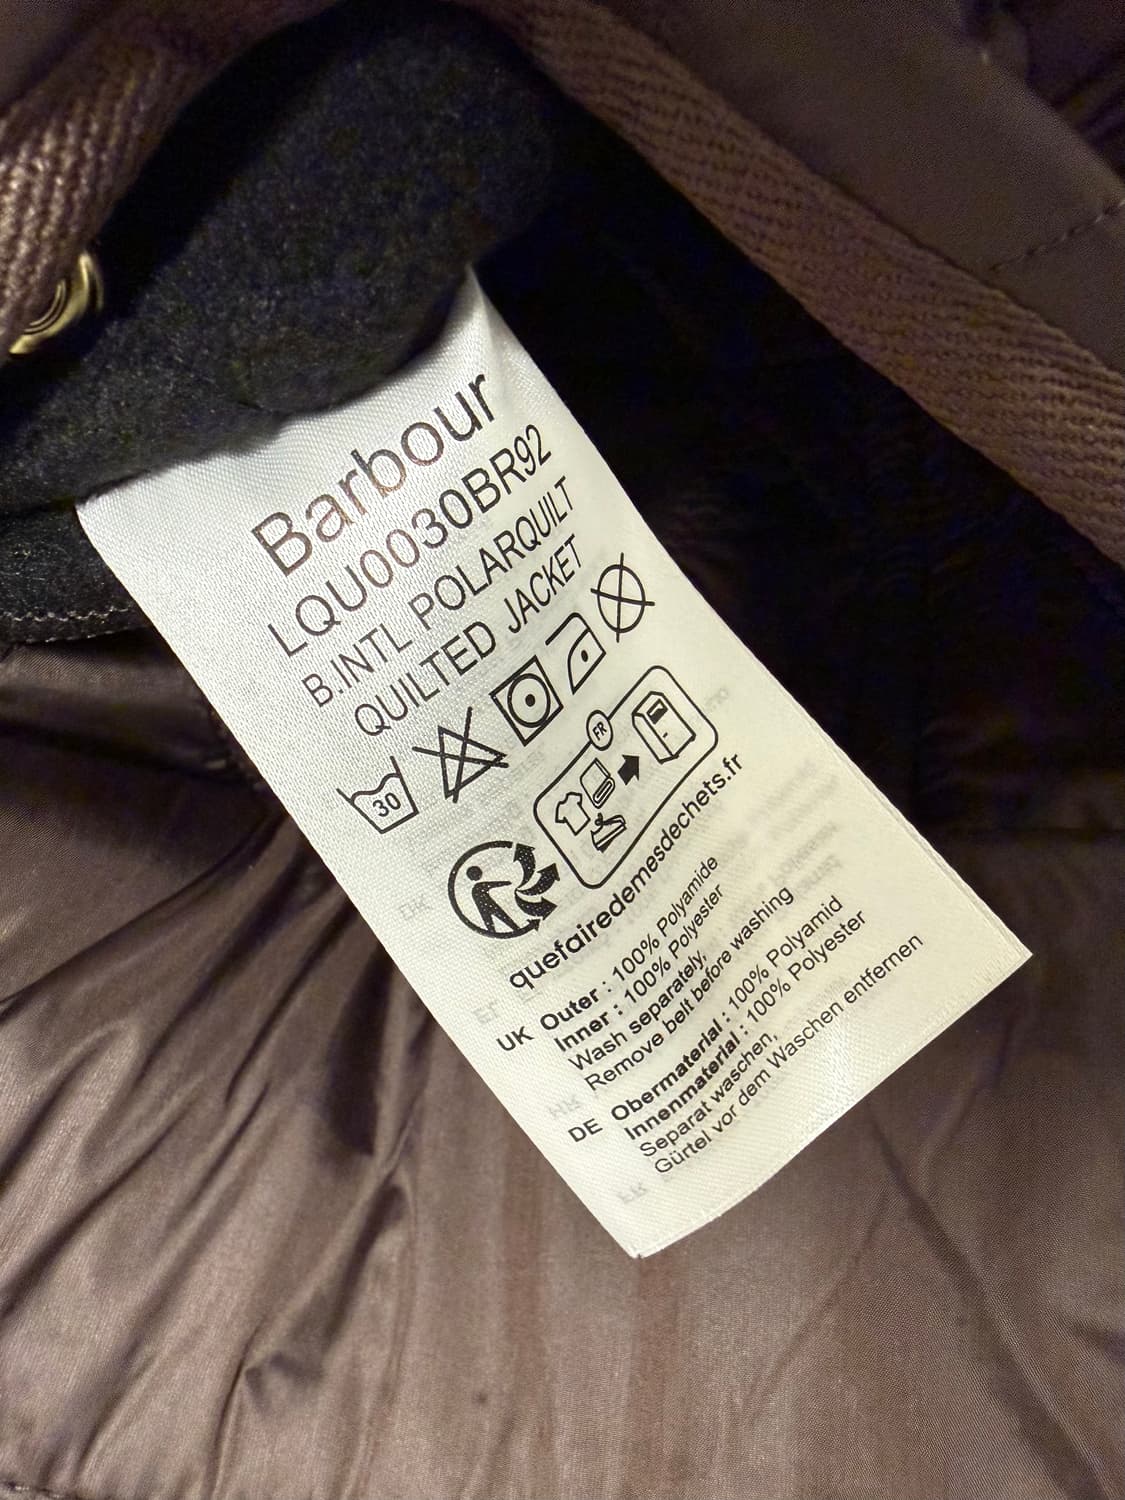 Barbour
LQU0030BR92
B.INTL POLARQUILT
QUILTED JACKET
30
FR
quefairedemesdechets.fr
UK Outer : 100% Polyamide
Inner : 100% Polyester
Wash separately,
Remove belt before washing
DE Obermaterial : 100% Polyamid
Innenmaterial : 100% Polyester
Separat waschen,
Gürtel vor dem Waschen entfernen